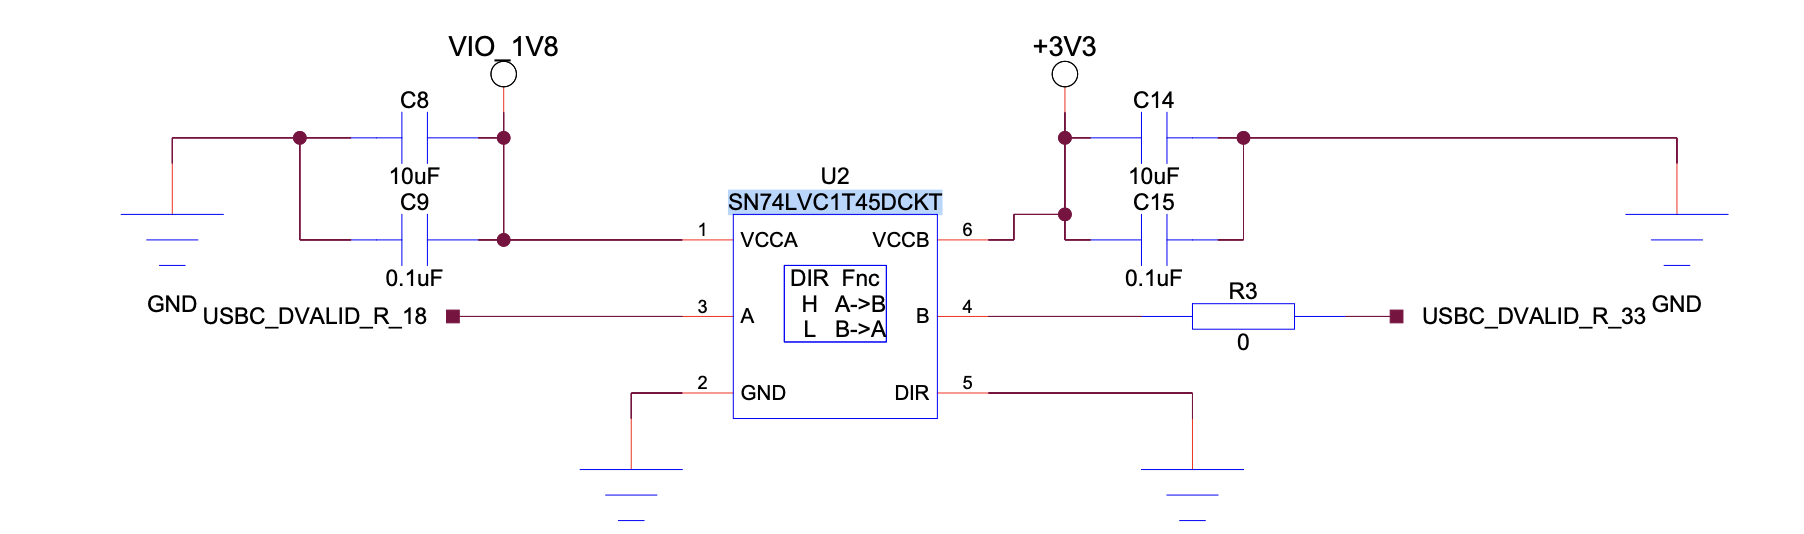 VIO_1V8
+3V3
C8
10uF
C9
0.1uF
C14
10uF
C15
0.1uF
U2
SN74LVC1T45DCKT
1
VCCA
VCCB
6
DIR Fnc
H A->B
L B->A
USBC_DVALID_R_18
3
A
B
4
R3
0
USBC_DVALID_R_33
GND
GND
2
GND
DIR
5